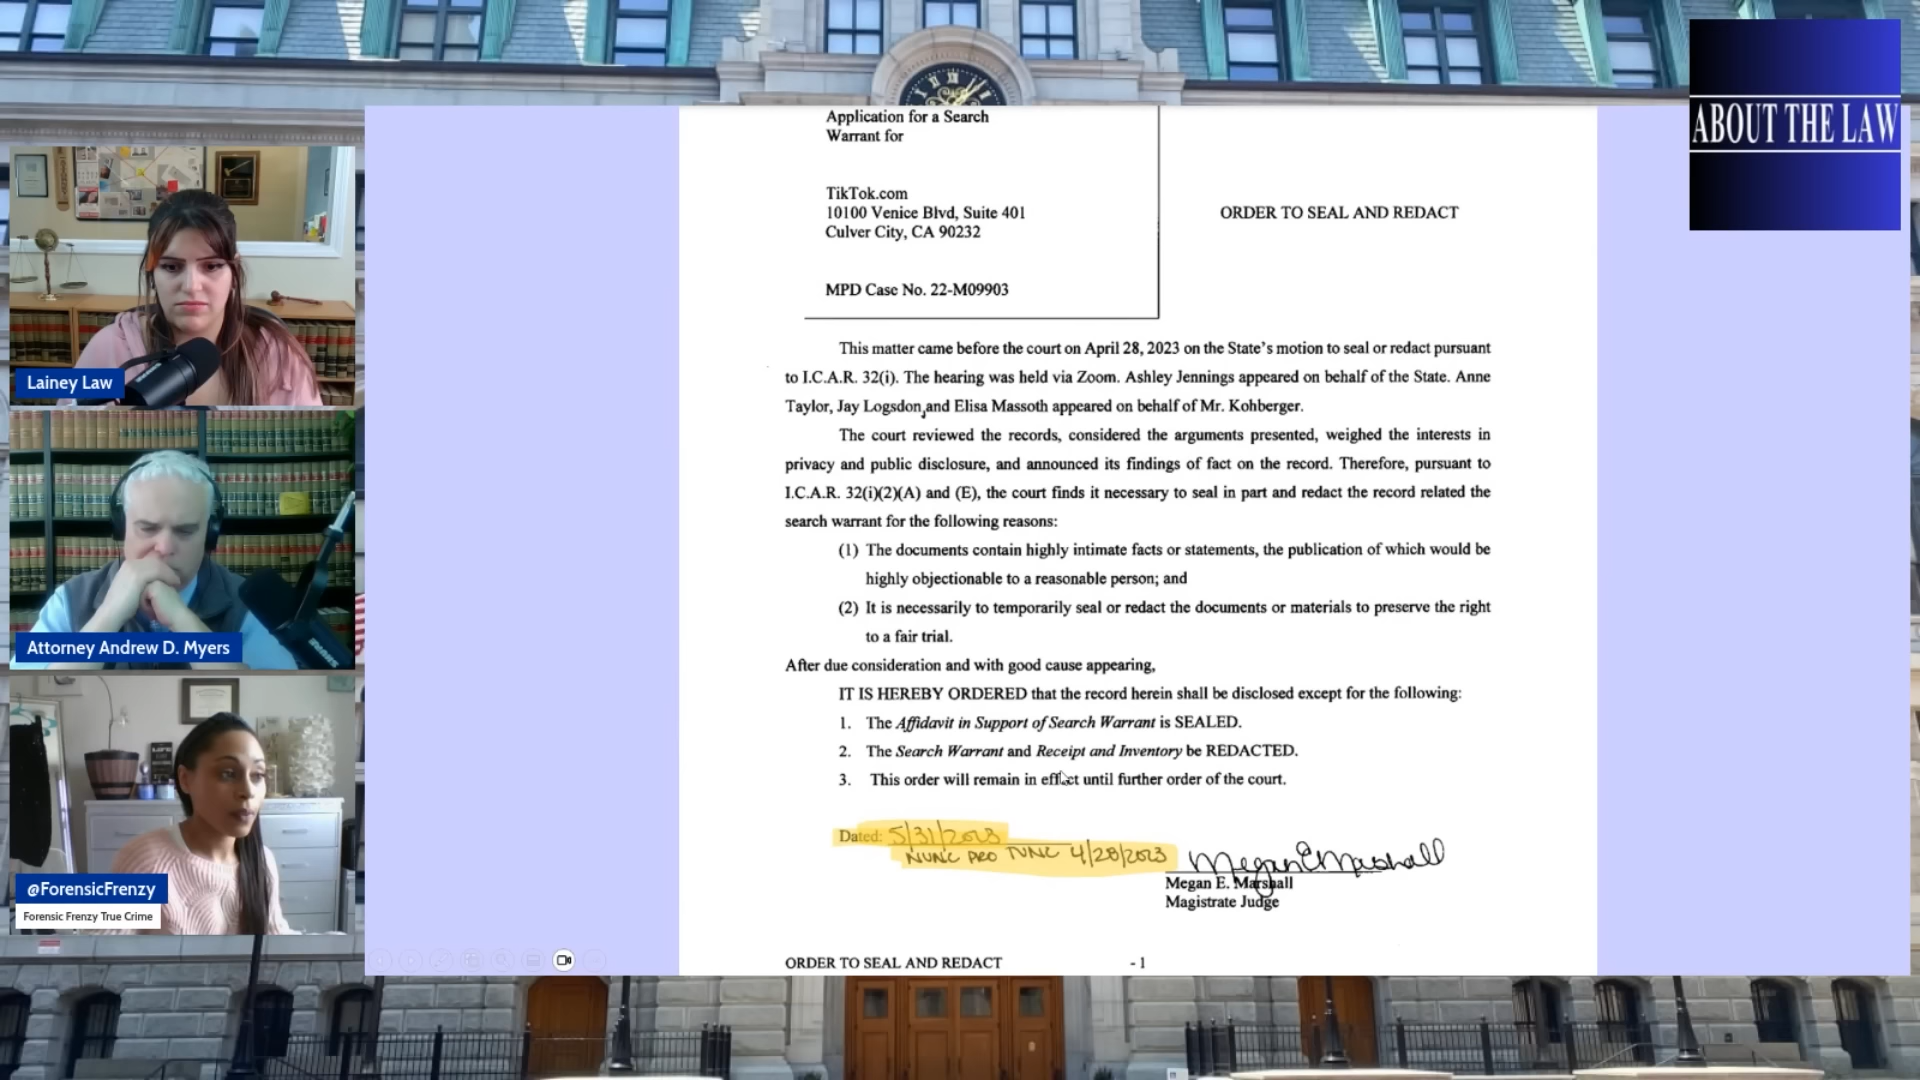 ABOUT THE LAW
Application for a Search
Warrant for
TikTok.com
10100 Venice Blvd, Suite 401
Culver City, CA 90232
MPD Case No. 22-M09903
ORDER TO SEAL AND REDACT
This matter came before the court on April 28, 2023 on the State's motion to seal or redact pursuant
to I.C.A.R. 32(i). The hearing was held via Zoom. Ashley Jennings appeared on behalf of the State. Anne
Taylor, Jay Logsdon, and Elisa Massoth appeared on behalf of Mr. Kohberger.
The court reviewed the records, considered the arguments presented, weighed the interests in
privacy and public disclosure, and announced its findings of fact on the record. Therefore, pursuant to
I.C.A.R. 32(i)(2)(A) and (E), the court finds it necessary to seal in part and redact the record related the
search warrant for the following reasons:
(1) The documents contain highly intimate facts or statements, the publication of which would be
highly objectionable to a reasonable person; and
(2) It is necessarily to temporarily seal or redact the documents or materials to preserve the right
to a fair trial.
After due consideration and with good cause appearing,
IT IS HEREBY ORDERED that the record herein shall be disclosed except for the following:
1. The Affidavit in Support of Search Warrant is SEALED.
2. The Search Warrant and Receipt and Inventory be REDACTED.
3. This order will remain in effect until further order of the court.
Dated: 5/31/2023
NUNC PRO TUNC 4/28/2023
Megan E Marshall
Megan E. Marshall
Magistrate Judge
ORDER TO SEAL AND REDACT - 1
Lainey Law
Attorney Andrew D. Myers
@ForensicFrenzy
Forensic Frenzy True Crime